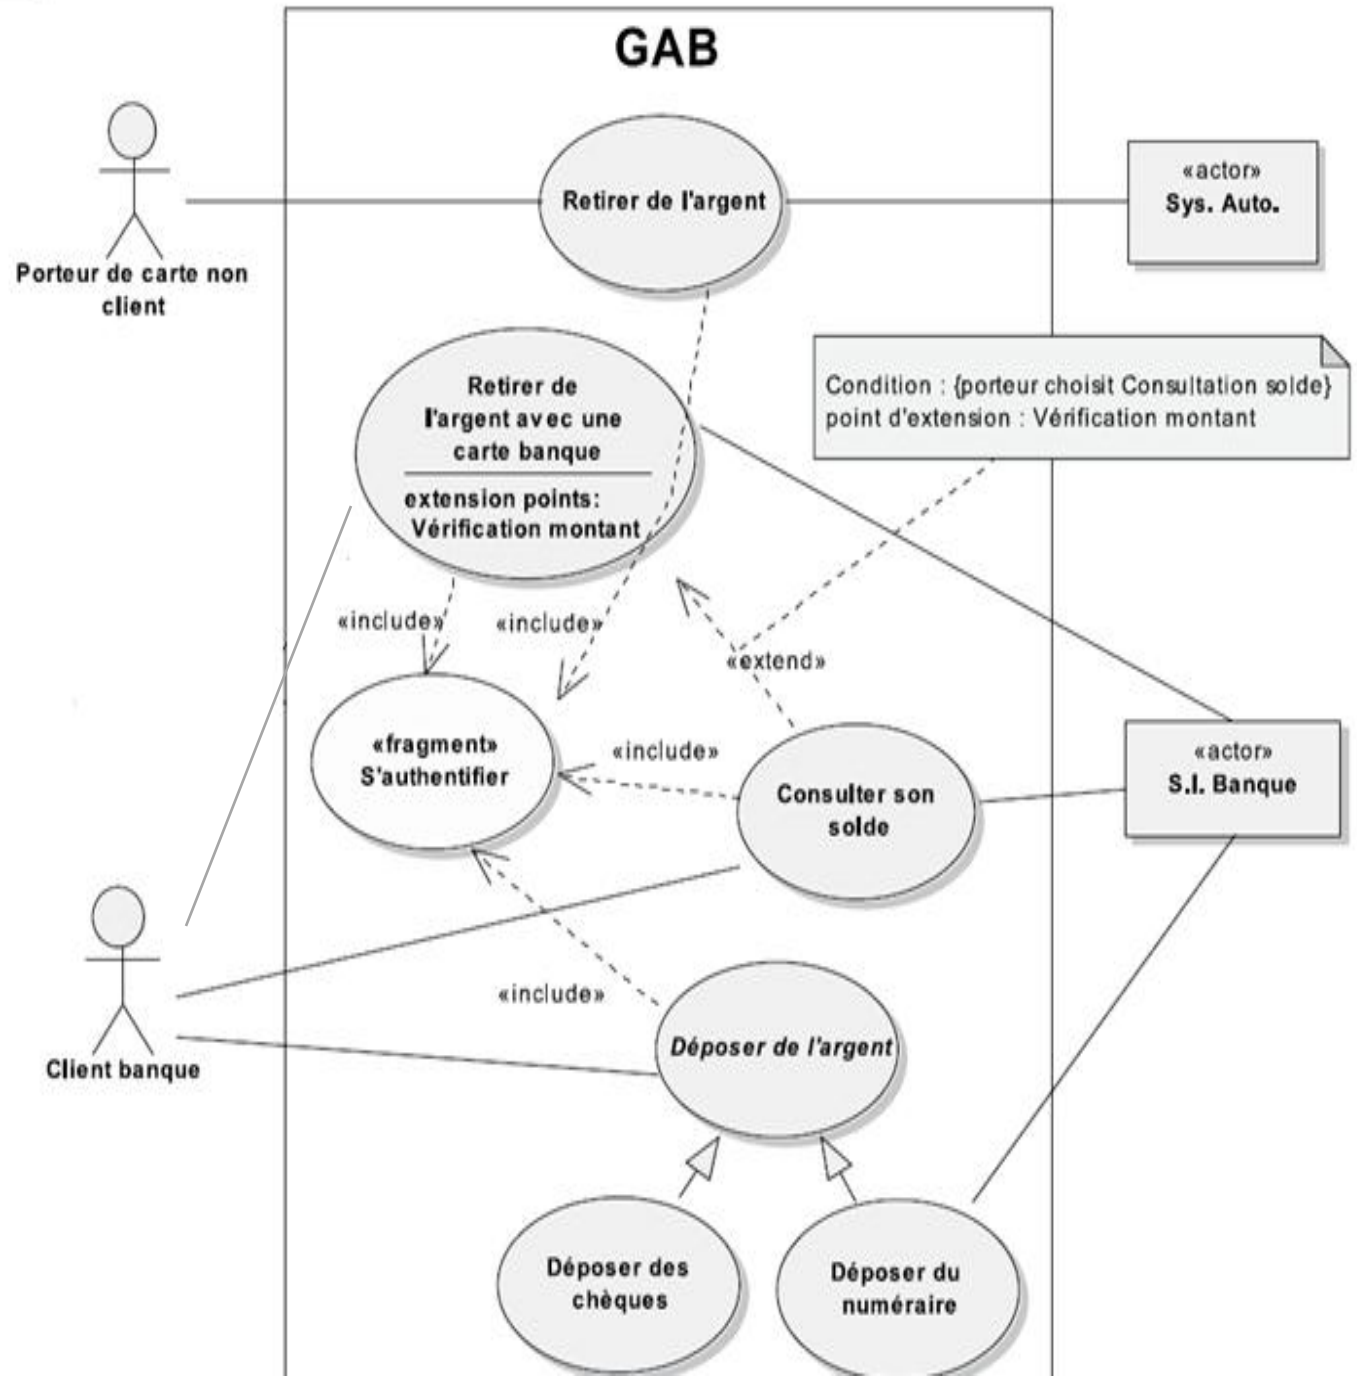 GAB
Retirer de l'argent
«actor»
Sys. Auto.
Porteur de carte non
client
Retirer de
l'argent avec une
carte banque
extension points:
Vérification montant
Condition : {porteur choisit Consultation solde}
point d'extension : Vérification montant
«include»
«include»
«extend»
«fragment»
S'authentifier
«include»
Consulter son
solde
«actor»
S.I. Banque
«include»
Déposer de l'argent
Client banque
Déposer des
chèques
Déposer du
numéraire